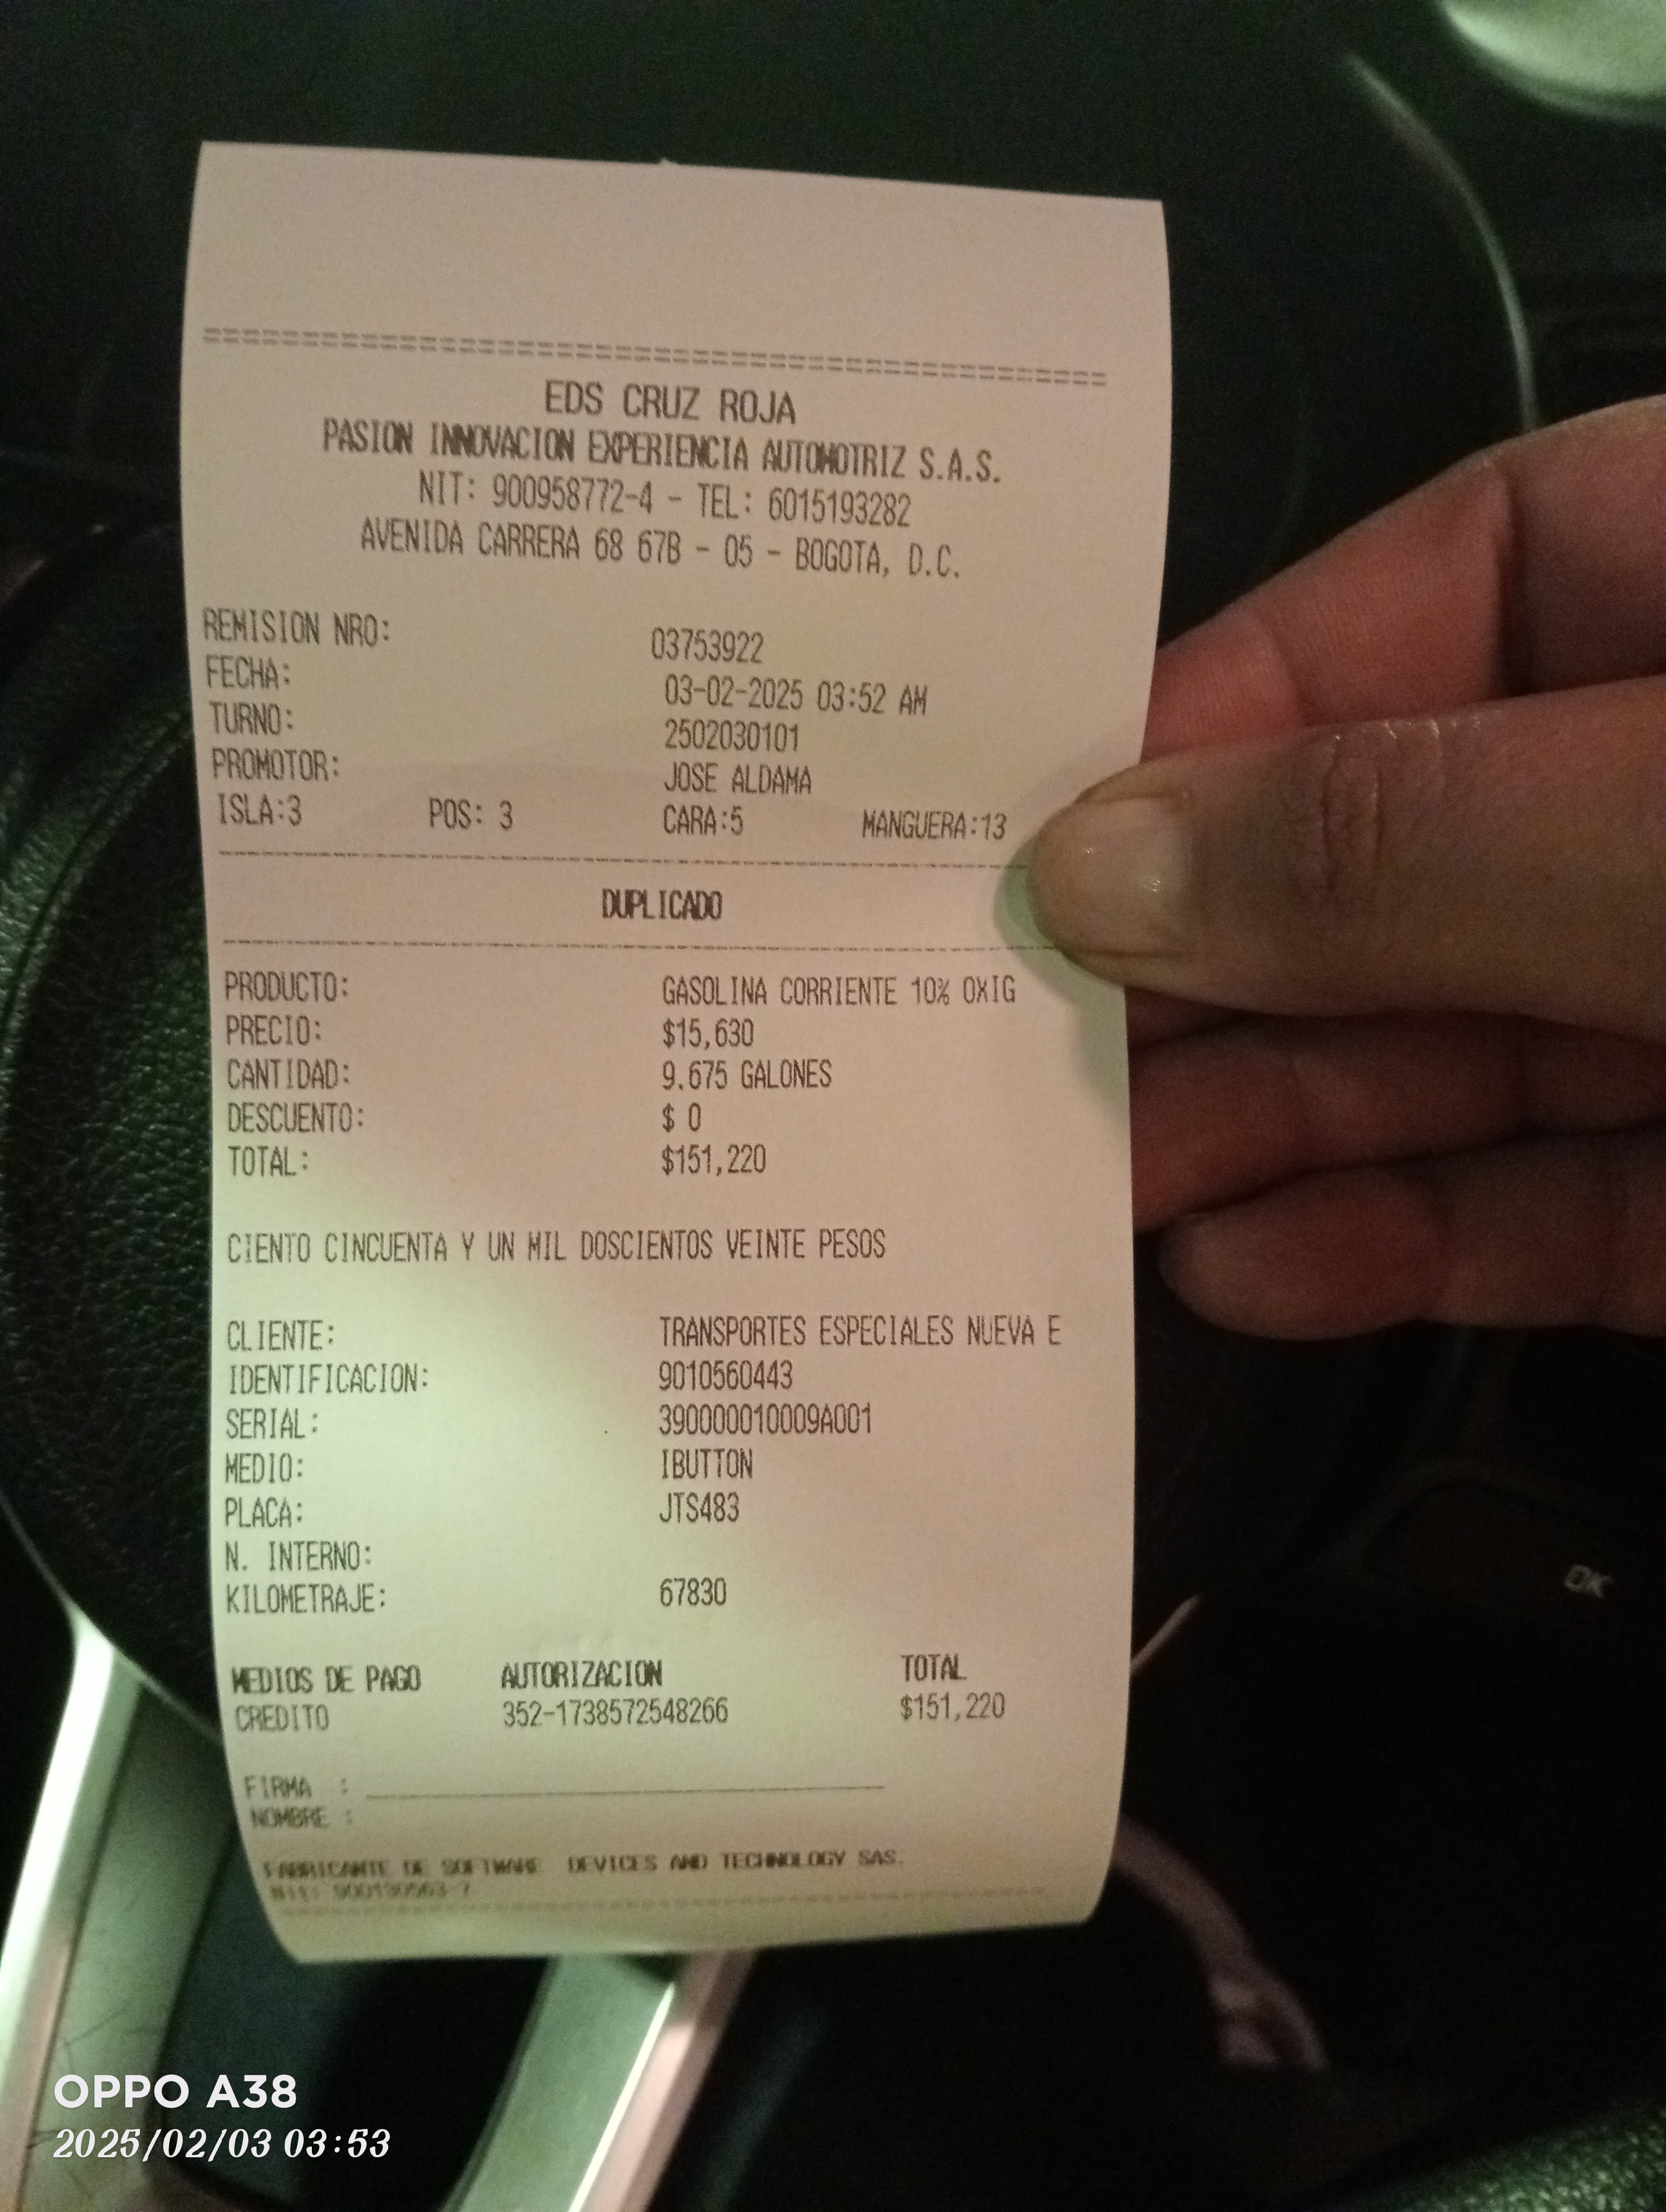 EDS CRUZ ROJA
PASION INNOVACION EXPERIENCIA AUTOMOTRIZ S.A.S.
NIT: 900958772-4 - TEL: 6015193282
AVENIDA CARRERA 68 67B - 05 - BOGOTA, D.C.
REMISION NRO: 03753922
FECHA: 03-02-2025 03:52 AM
TURNO: 2502030101
PROMOTOR: JOSE ALDAMA
ISLA:3 POS: 3 CARA:5 MANGUERA:13
DUPLICADO
PRODUCTO: GASOLINA CORRIENTE 10% OXIG
PRECIO: $15,630
CANTIDAD: 9.675 GALONES
DESCUENTO: $ 0
TOTAL: $151,220
CIENTO CINCUENTA Y UN MIL DOSCIENTOS VEINTE PESOS
CLIENTE: TRANSPORTES ESPECIALES NUEVA E
IDENTIFICACION: 9010560443
SERIAL: 390000010009A001
MEDIO: IBUTTON
PLACA: JTS483
N. INTERNO:
KILOMETRAJE: 67830
MEDIOS DE PAGO AUTORIZACION TOTAL
CREDITO 352-1738572548266 $151,220
FIRMA :
NOMBRE :
FABRICANTE DE SOFTWARE DEVICES AND TECHNOLOGY SAS.
Nit:
OK
OPPO A38
2025/02/03 03:53